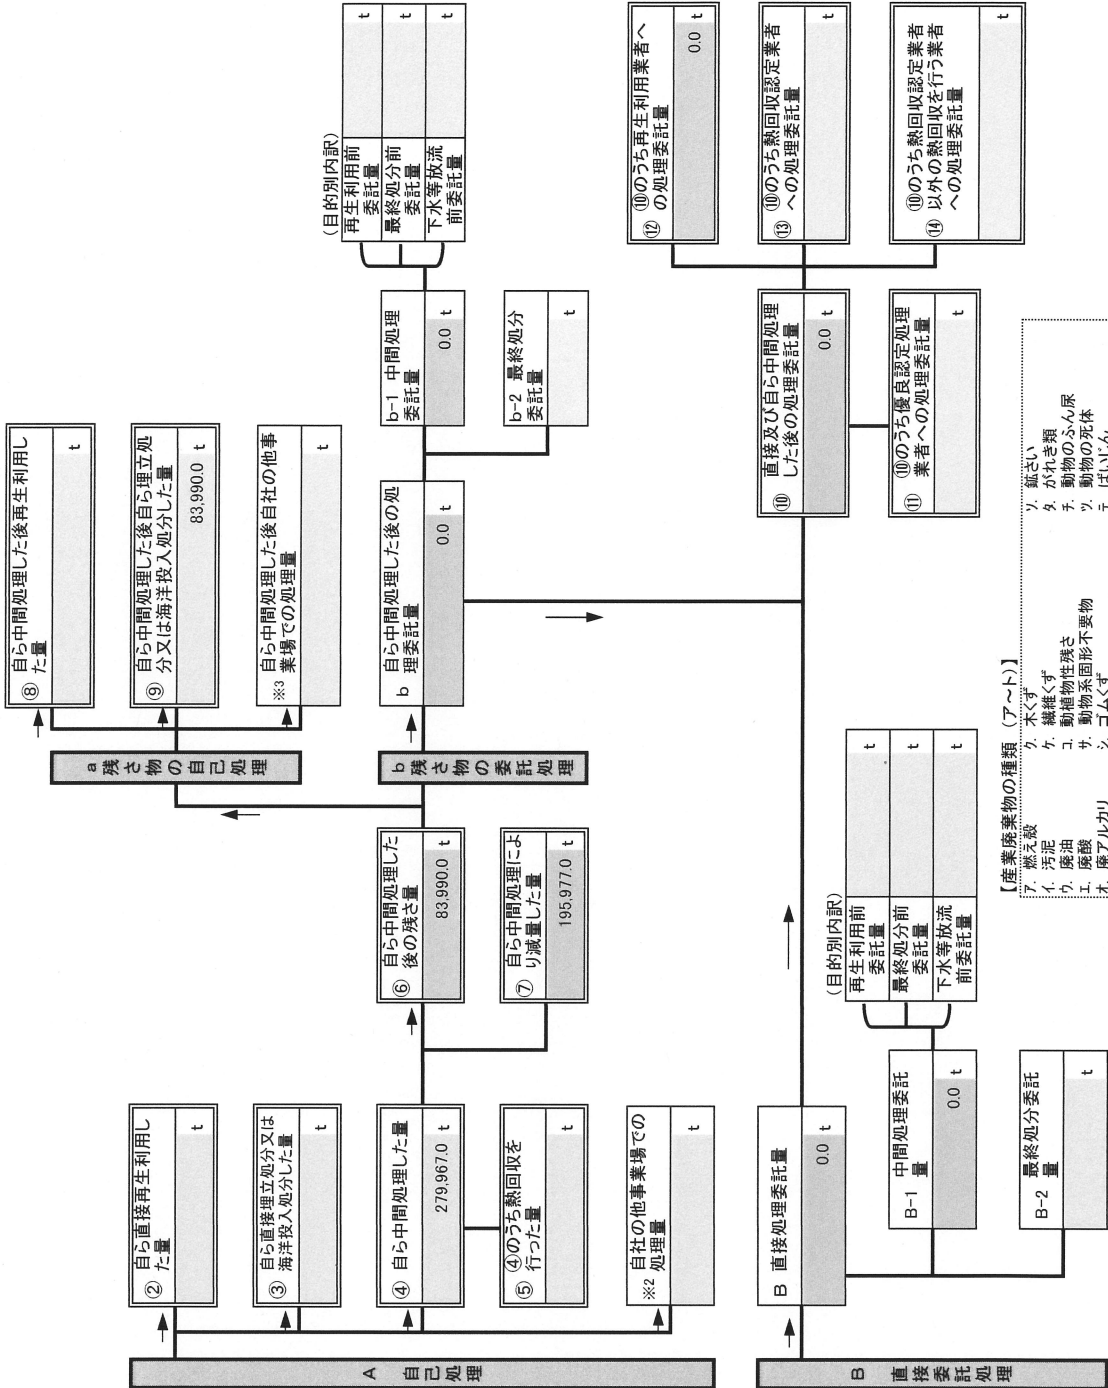 A 自己処理
② 自ら直接再生利用し
た量
t
③ 自ら直接埋立処分又は
海洋投入処分した量
t
④ 自ら中間処理した量
279,967.0 t
⑤ ④のうち熱回収を
行った量
t
※2 自社の他事業場での
処理量
t
⑥ 自ら中間処理した
後の残さ量
83,990.0 t
⑦ 自ら中間処理によ
り減量した量
195,977.0 t
a 残さ物の自己処理
⑧ 自ら中間処理した後再生利用し
た量
t
⑨ 自ら中間処理した後自ら埋立処
分又は海洋投入処分した量
83,990.0 t
※3 自ら中間処理した後自社の他事
業場での処理量
t
b 残さ物の委託処理
b 自ら中間処理した後の処
理委託量
0.0 t
b-1 中間処理
委託量
0.0 t
b-2 最終処分
委託量
t
(目的別内訳)
再生利用前
委託量
t
最終処分前
委託量
t
下水等放流
前委託量
t
B 直接委託処理
B 直接処理委託量
0.0 t
B-1 中間処理委託
量
0.0 t
B-2 最終処分委託
量
t
(目的別内訳)
再生利用前
委託量
t
最終処分前
委託量
t
下水等放流
前委託量
t
⑩ 直接及び自ら中間処理
した後の処理委託量
0.0 t
⑪ ⑩のうち優良認定処理
業者への処理委託量
t
⑫ ⑩のうち再生利用業者へ
の処理委託量
0.0 t
⑬ ⑩のうち熱回収認定業者
への処理委託量
t
⑭ ⑩のうち熱回収認定業者
以外の熱回収を行う業者
への処理委託量
t
【産業廃棄物の種類 (ア～ト)】
ア. 燃え殻
イ. 汚泥
ウ. 廃油
エ. 廃酸
オ. 廃アルカリ
ク. 木くず
ケ. 繊維くず
コ. 動植物性残さ
サ. 動物系固形不要物
シ. ゴムくず
ソ. 鉱さい
タ. がれき類
チ. 動物のふん尿
ツ. 動物の死体
テ. ばいじん